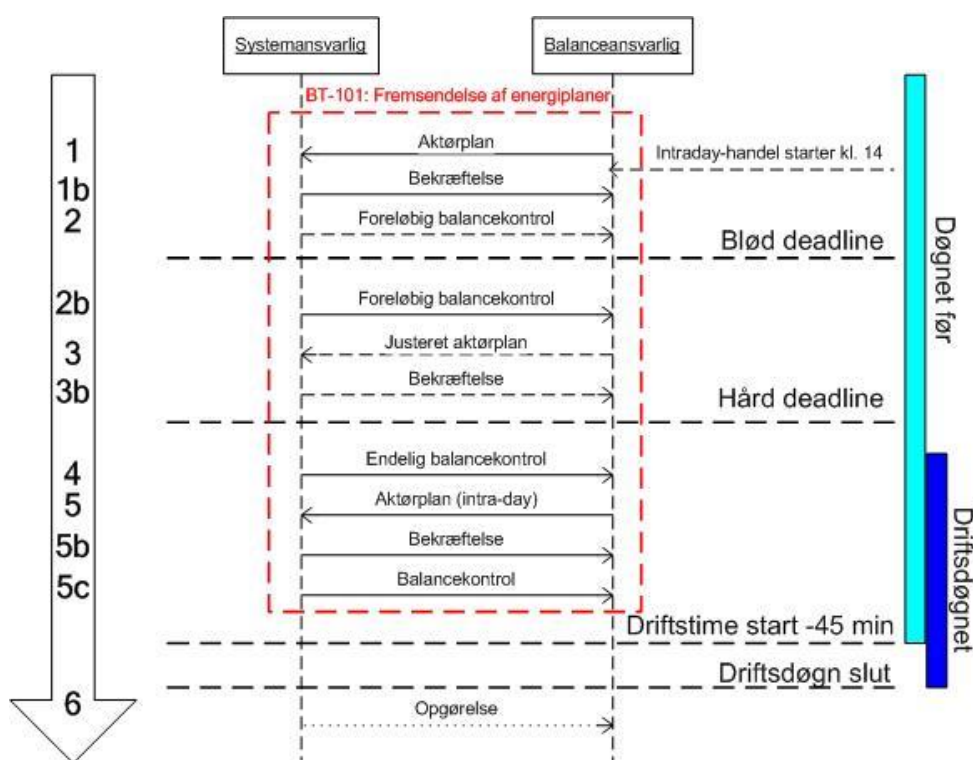 Systemansvarlig
Balanceansvarlig
BT-101: Fremsendelse af energiplaner
1
Aktørplan
Intraday-handel starter kl. 14
1b
Bekræftelse
2
Foreløbig balancekontrol
Blød deadline
Døgnet før
2b
Foreløbig balancekontrol
3
Justeret aktørplan
3b
Bekræftelse
Hård deadline
4
Endelig balancekontrol
5
Aktørplan (intra-day)
5b
Bekræftelse
5c
Balancekontrol
Driftsdøgnet
Driftstime start -45 min
Driftsdøgn slut
6
Opgørelse